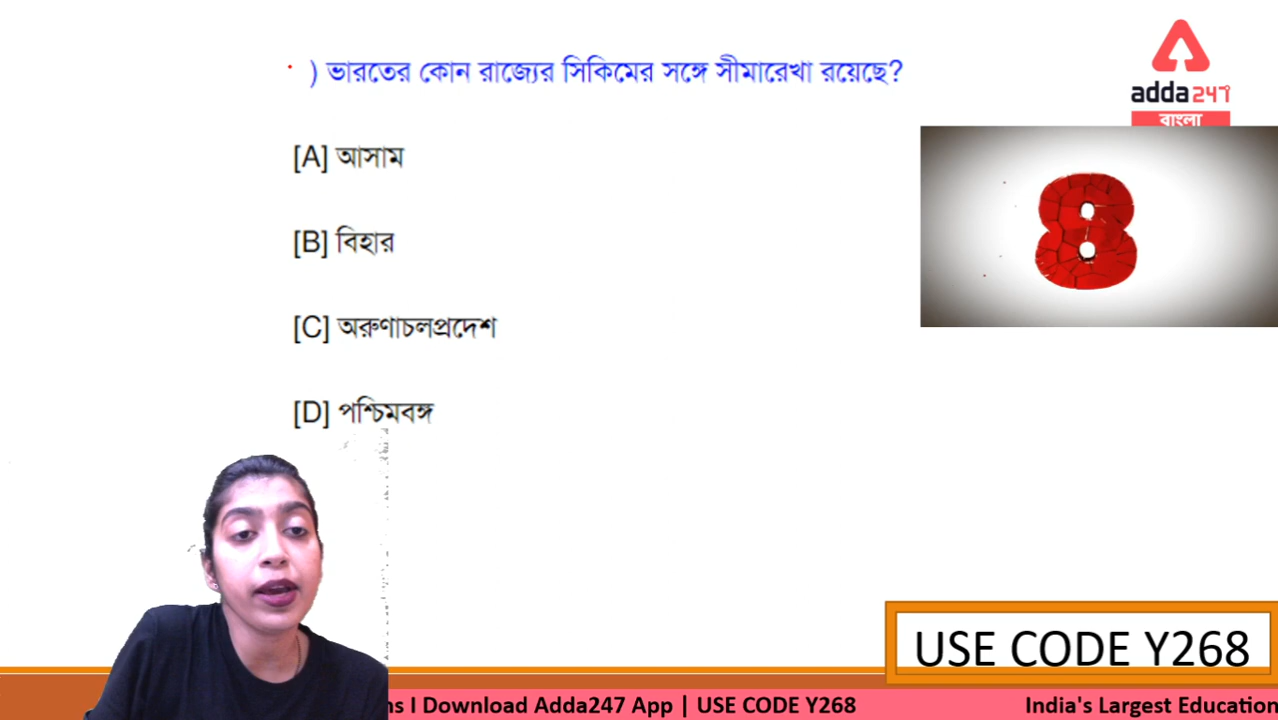 ) ভারতের কোন রাজ্যের সিকিমের সঙ্গে সীমারেখা রয়েছে?
adda247
বাংলা
[A] আসাম
8
[B] বিহার
[C] অরুণাচলপ্রদেশ
[D] পশ্চিমবঙ্গ
USE CODE Y268
ns I Download Adda247 App | USE CODE Y268
India's Largest Education